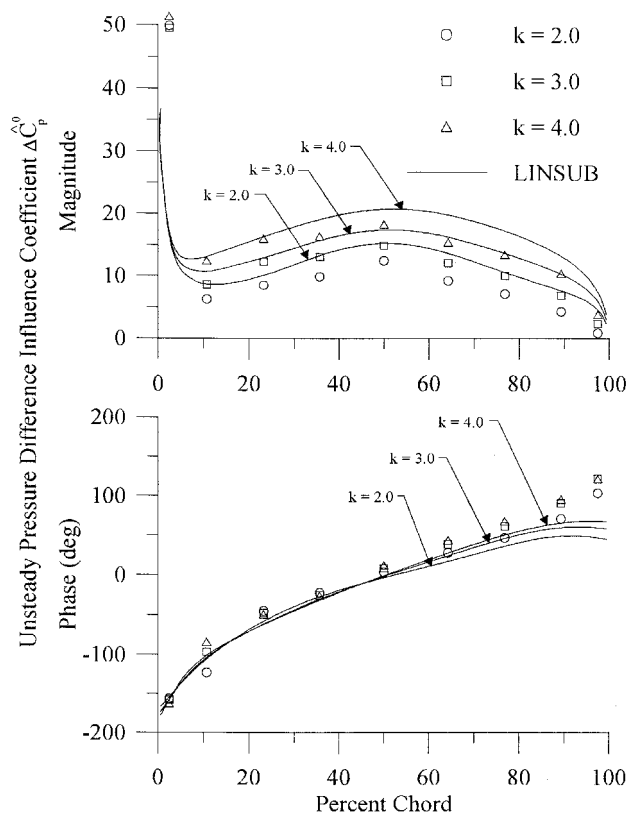 Unsteady Pressure Difference Influence Coefficient ΔĈp⁰
Magnitude
50
40
30
20
10
0
k = 2.0
k = 3.0
k = 4.0
LINSUB
k = 4.0
k = 3.0
k = 2.0
0 20 40 60 80 100
Phase (deg)
200
100
0
-100
-200
k = 4.0
k = 3.0
k = 2.0
0 20 40 60 80 100
Percent Chord